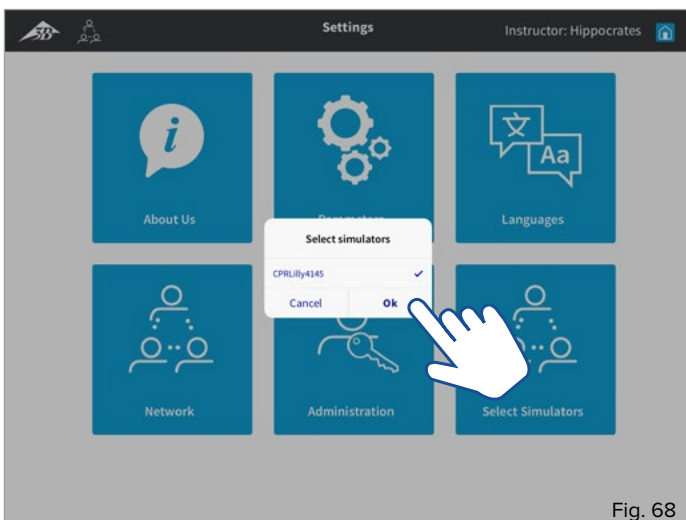 3B
Settings
Instructor: Hippocrates
i
文
Aa
About Us
Languages
Select simulators
CPRLilly4145
Cancel
Ok
Network
Administration
Select Simulators
Fig. 68